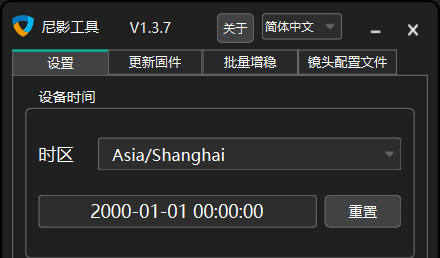 尼影工具 V1.3.7 关于 简体中文
设置 更新固件 批量增稳 镜头配置文件
设备时间
时区 Asia/Shanghai
2000-01-01 00:00:00 重置